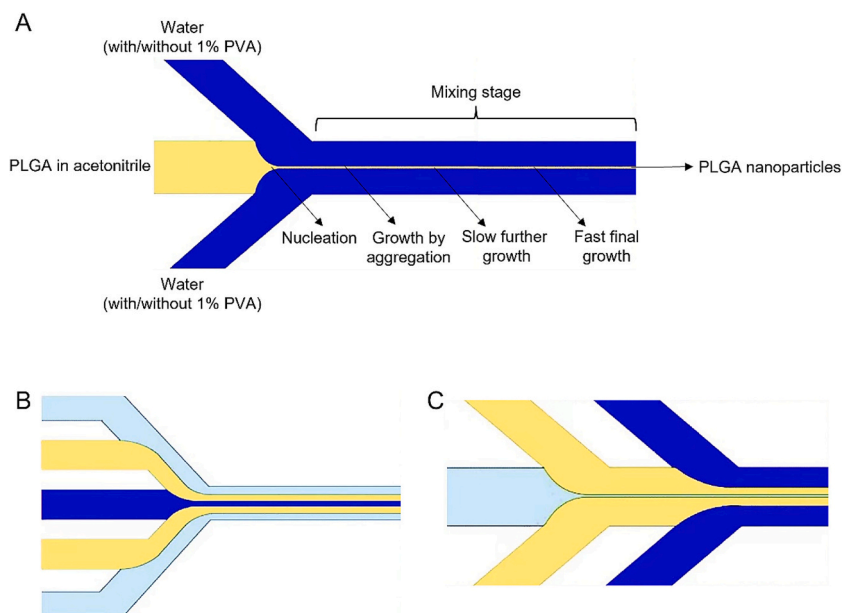 A
Water
(with/without 1% PVA)
Mixing stage
PLGA in acetonitrile
PLGA nanoparticles
Nucleation
Growth by
aggregation
Slow further
growth
Fast final
growth
Water
(with/without 1% PVA)
B
C